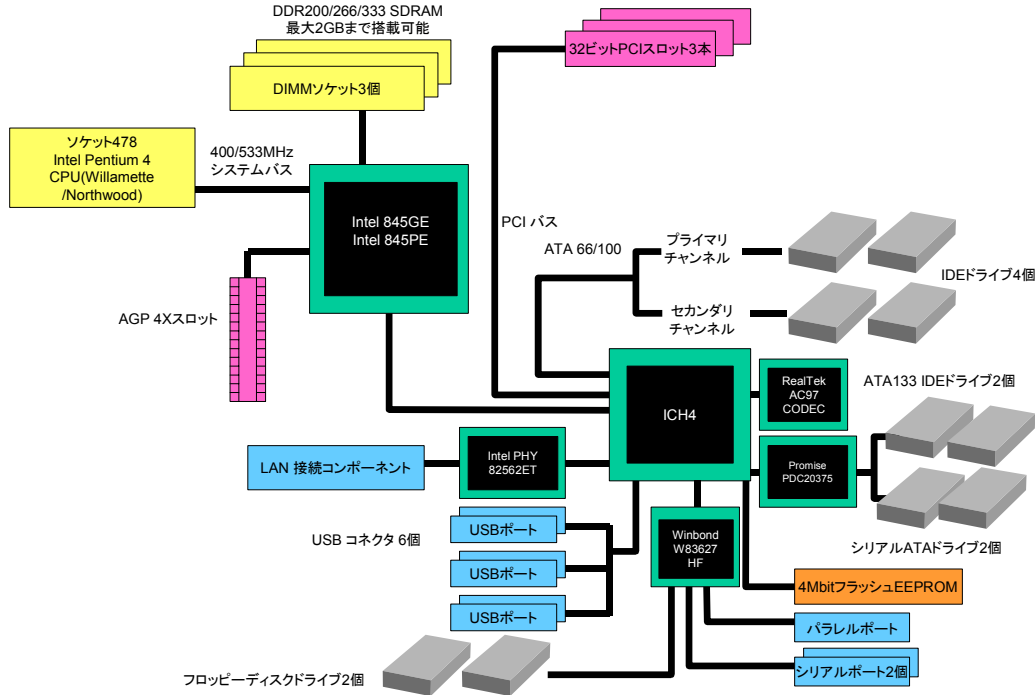 DDR200/266/333 SDRAM
最大2GBまで搭載可能
DIMMソケット3個
32ビットPCIスロット3本
ソケット478
Intel Pentium 4
CPU(Willamette
/Northwood)
400/533MHz
システムバス
Intel 845GE
Intel 845PE
PCI バス
ATA 66/100
プライマリ
チャンネル
IDEドライブ4個
セカンダリ
チャンネル
AGP 4Xスロット
ICH4
RealTek
AC97
CODEC
ATA133 IDEドライブ2個
LAN 接続コンポーネント
Intel PHY
82562ET
Promise
PDC20375
USB コネクタ 6個
USBポート
USBポート
USBポート
Winbond
W83627
HF
シリアルATAドライブ2個
4MbitフラッシュEEPROM
パラレルポート
シリアルポート2個
フロッピーディスクドライブ2個